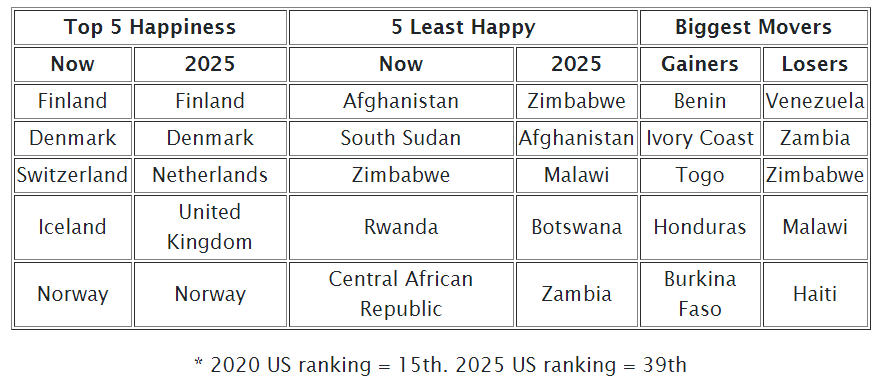 Top 5 Happiness 5 Least Happy Biggest Movers
Now 2025 Now 2025 Gainers Losers
Finland Finland Afghanistan Zimbabwe Benin Venezuela
Denmark Denmark South Sudan Afghanistan Ivory Coast Zambia
Switzerland Netherlands Zimbabwe Malawi Togo Zimbabwe
Iceland United Kingdom Rwanda Botswana Honduras Malawi
Norway Norway Central African Republic Zambia Burkina Faso Haiti
* 2020 US ranking = 15th. 2025 US ranking = 39th